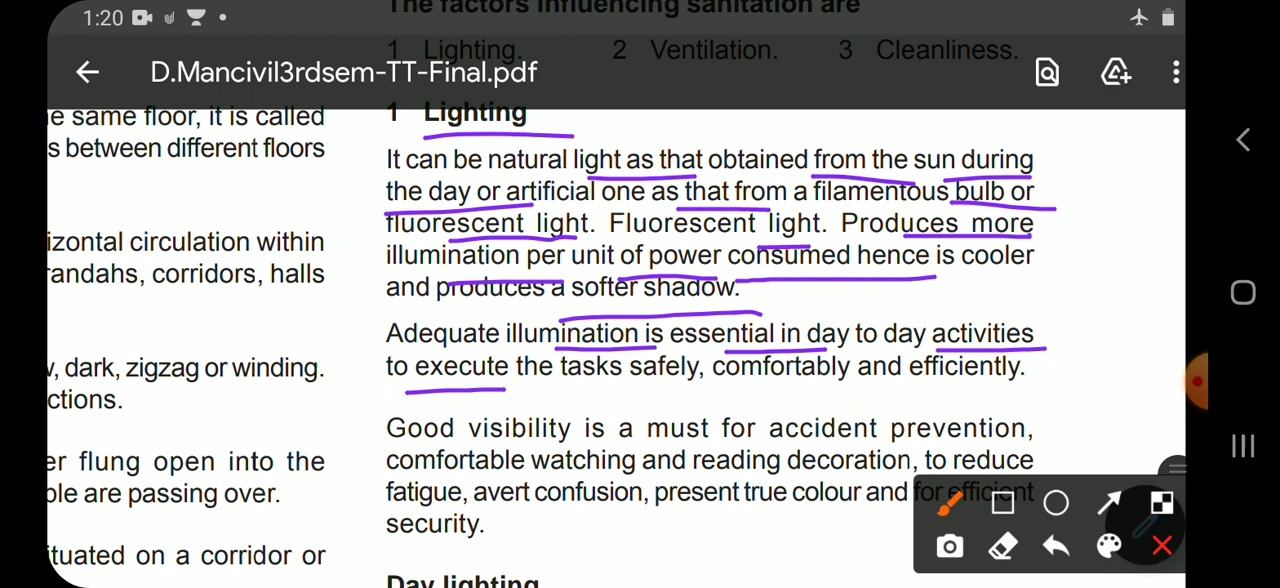 The factors influencing sanitation are
1:20
1 Lighting. 2 Ventilation. 3 Cleanliness.
D.Mancivil3rdsem-TT-Final.pdf
e same floor, it is called
s between different floors
izontal circulation within
randahs, corridors, halls
, dark, zigzag or winding.
ctions.
er flung open into the
ple are passing over.
ituated on a corridor or
1 Lighting
It can be natural light as that obtained from the sun during
the day or artificial one as that from a filamentous bulb or
fluorescent light. Fluorescent light. Produces more
illumination per unit of power consumed hence is cooler
and produces a softer shadow.
Adequate illumination is essential in day to day activities
to execute the tasks safely, comfortably and efficiently.
Good visibility is a must for accident prevention,
comfortable watching and reading decoration, to reduce
fatigue, avert confusion, present true colour and for efficient
security.
Day lighting